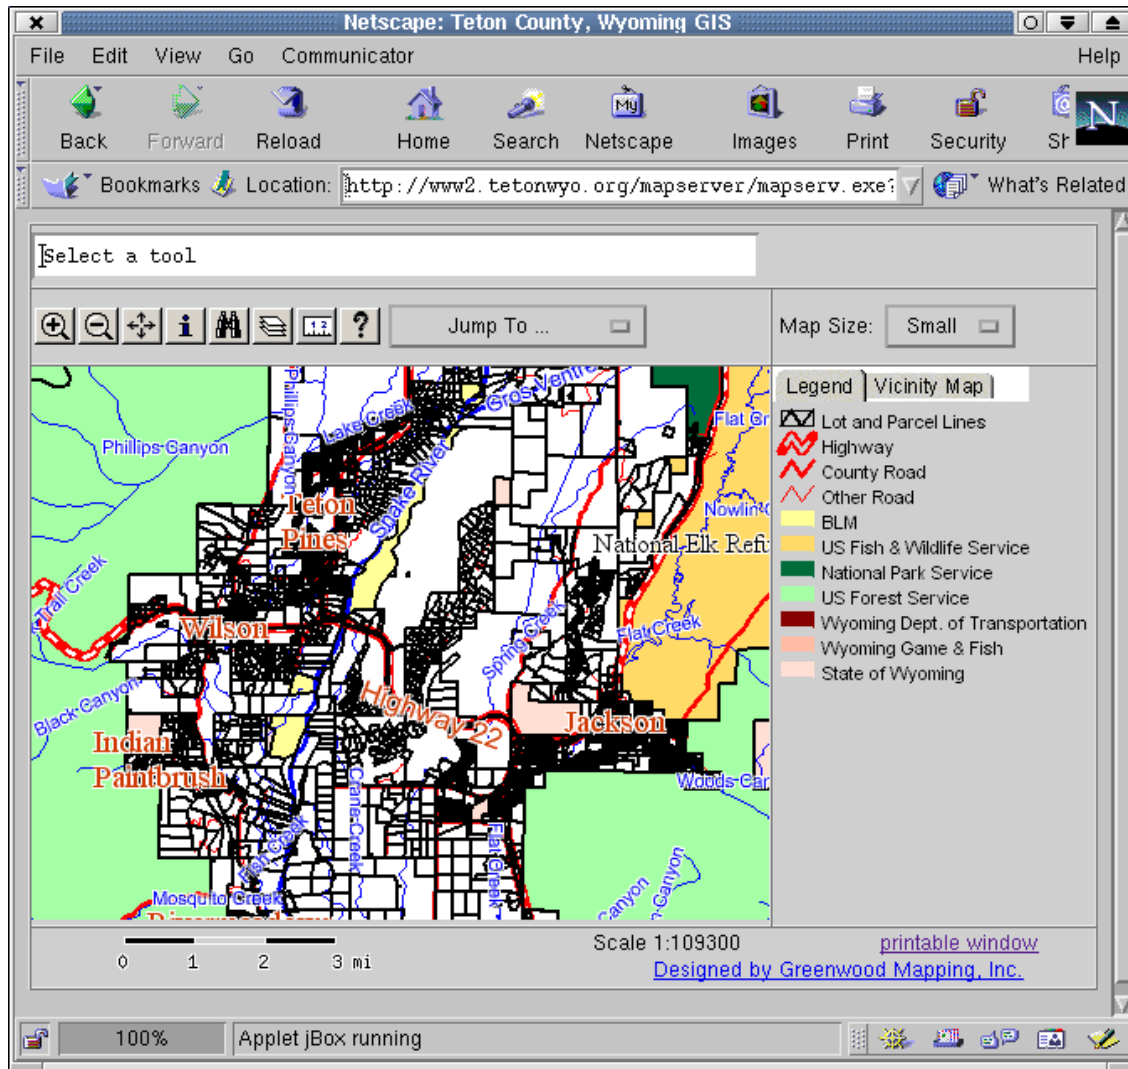 Netscape: Teton County, Wyoming GIS
File Edit View Go Communicator Help
Back Forward Reload Home Search Netscape Images Print Security Sh
My
N
Bookmarks Location: http://www2.tetonwyo.org/mapserver/mapserv.exe? What's Related
Select a tool
Jump To ... Map Size: Small
Legend Vicinity Map
Lot and Parcel Lines
Highway
County Road
Other Road
BLM
US Fish & Wildlife Service
National Park Service
US Forest Service
Wyoming Dept. of Transportation
Wyoming Game & Fish
State of Wyoming
Phillips Canyon
Phillips-Canyon
Lake Creek
Gros Ventre
Snake River
Flat Cr
Teton
Pines
Nowlin
National Elk Refu
Trail Creek
Wilson
Flat Creek
Spring Creek
Black Canyon
Highway 22
Jackson
Indian
Paintbrush
Woods Can
Crane Creek
Fish Creek
Flat Creek
Mosquito Creek
Canyon
Canyon
0 1 2 3 mi
Scale 1:109300
printable window
Designed by Greenwood Mapping, Inc.
100% Applet jBox running